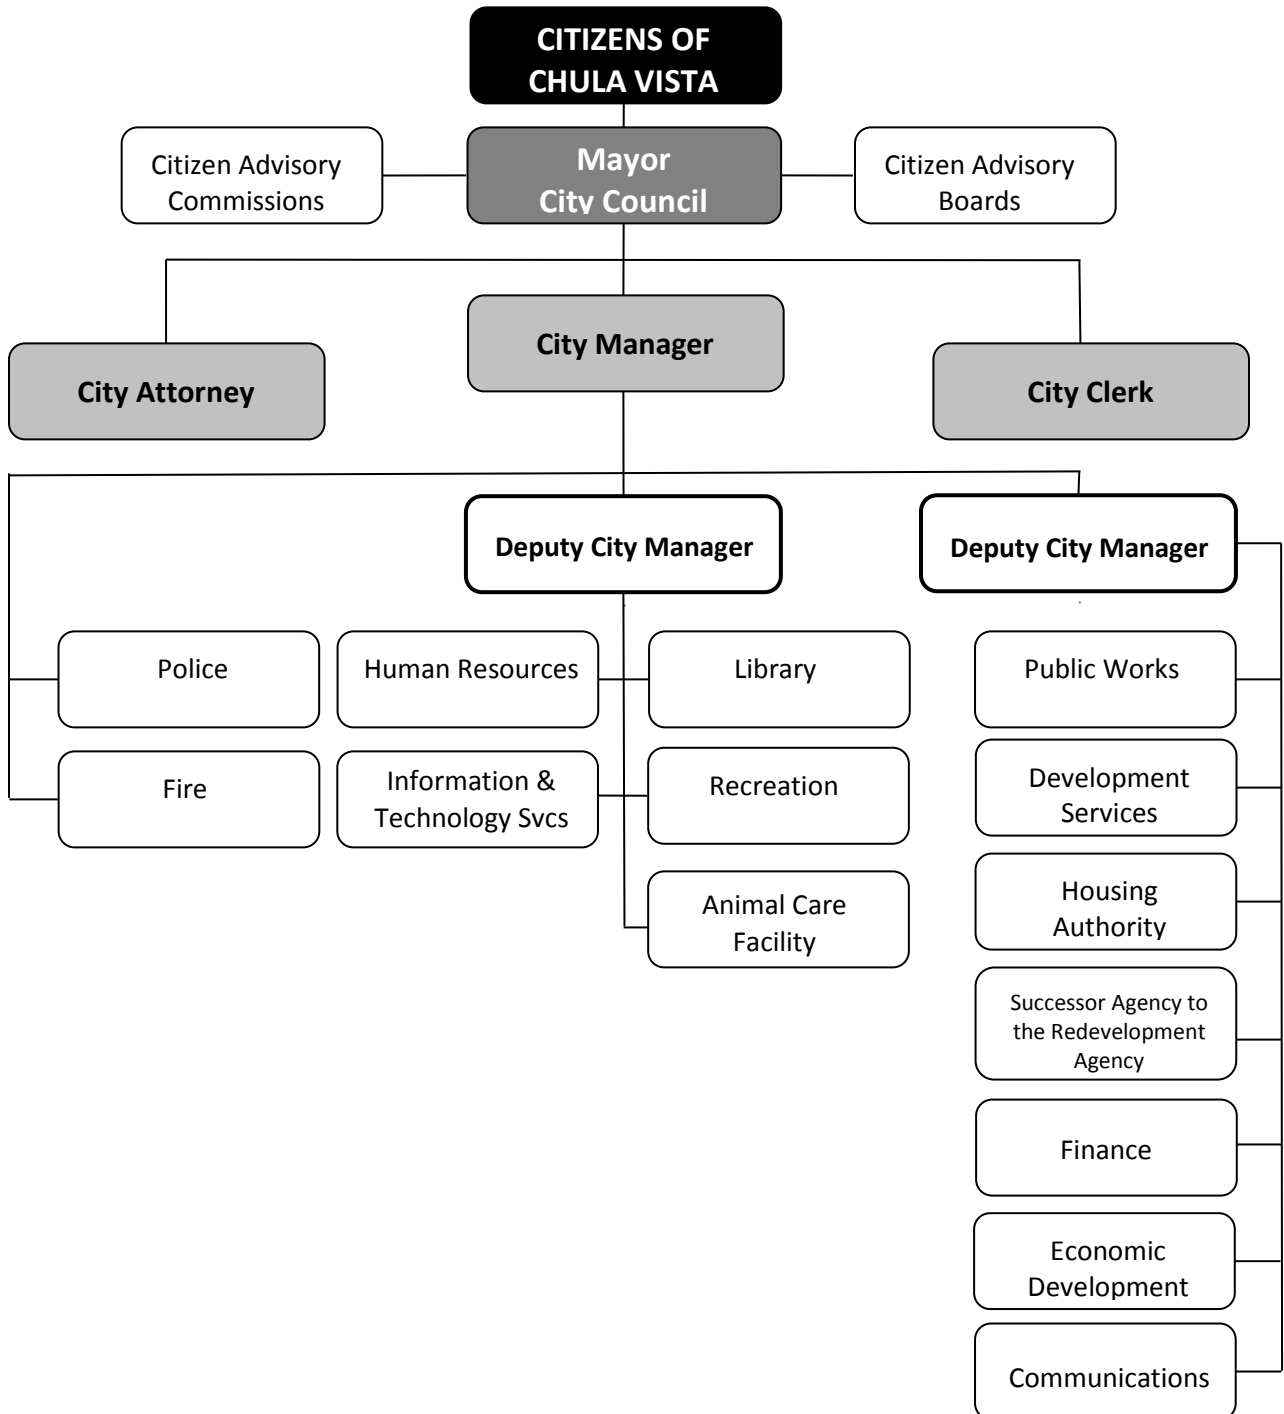 CITIZENS OF
CHULA VISTA
Citizen Advisory
Commissions
Mayor
City Council
Citizen Advisory
Boards
City Attorney
City Manager
City Clerk
Deputy City Manager
Deputy City Manager
Police
Human Resources
Library
Public Works
Fire
Information &
Technology Svcs
Recreation
Development
Services
Animal Care
Facility
Housing
Authority
Successor Agency to
the Redevelopment
Agency
Finance
Economic
Development
Communications